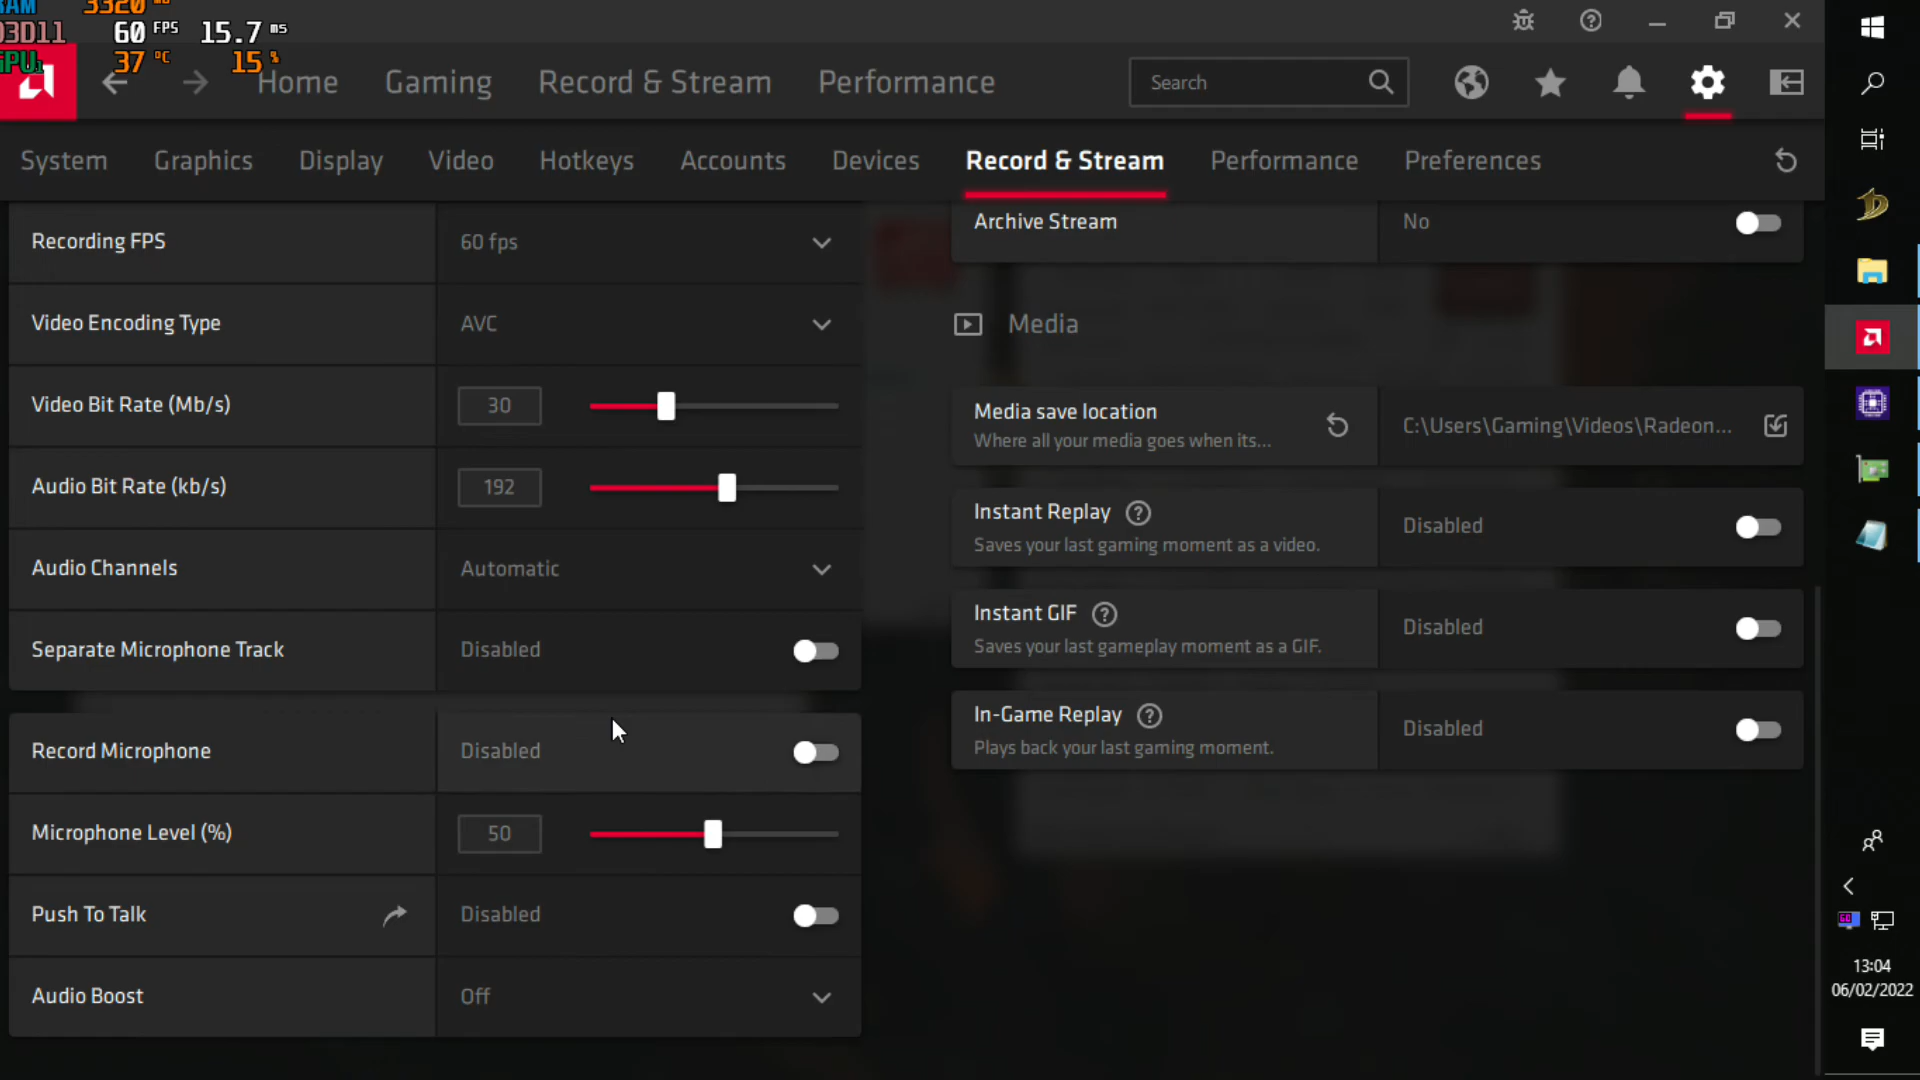 RAM 3320 MB
D3D11 60 FPS 15.7 ms
GPU1 37 °C 15 %
Home Gaming Record & Stream Performance Search
System Graphics Display Video Hotkeys Accounts Devices Record & Stream Performance Preferences
Recording FPS 60 fps
Video Encoding Type AVC
Video Bit Rate (Mb/s) 30
Audio Bit Rate (kb/s) 192
Audio Channels Automatic
Separate Microphone Track Disabled
Record Microphone Disabled
Microphone Level (%) 50
Push To Talk Disabled
Audio Boost Off
Archive Stream No
Media
Media save location C:\Users\Gaming\Videos\Radeon...
Where all your media goes when its...
Instant Replay Disabled
Saves your last gaming moment as a video.
Instant GIF Disabled
Saves your last gameplay moment as a GIF.
In-Game Replay Disabled
Plays back your last gaming moment.
60
13:04
06/02/2022